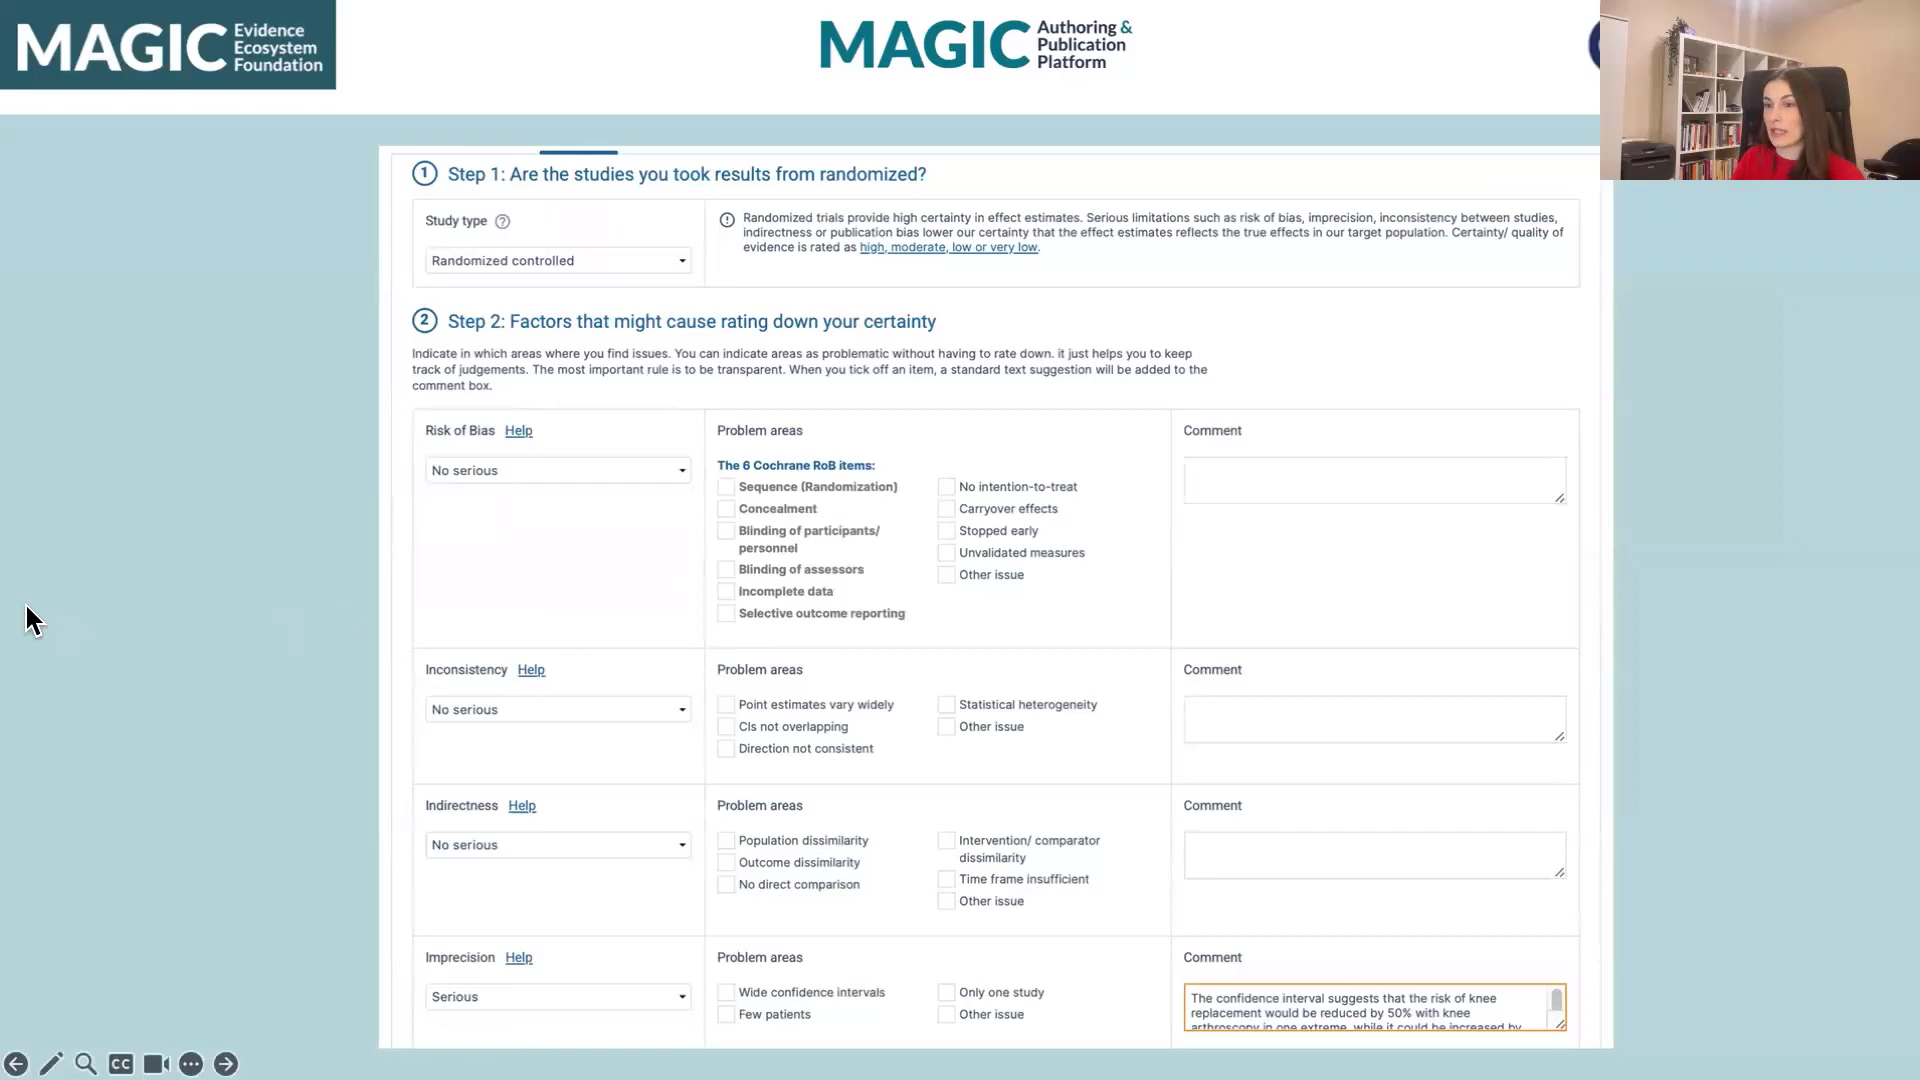 MAGIC Evidence
Ecosystem
Foundation
MAGIC Authoring &
Publication
Platform
1 Step 1: Are the studies you took results from randomized?
Study type ?
Randomized controlled
Randomized trials provide high certainty in effect estimates. Serious limitations such as risk of bias, imprecision, inconsistency between studies,
indirectness or publication bias lower our certainty that the effect estimates reflects the true effects in our target population. Certainty/ quality of
evidence is rated as high, moderate, low or very low.
2 Step 2: Factors that might cause rating down your certainty
Indicate in which areas where you find issues. You can indicate areas as problematic without having to rate down. it just helps you to keep
track of judgements. The most important rule is to be transparent. When you tick off an item, a standard text suggestion will be added to the
comment box.
Risk of Bias Help
No serious
Problem areas
The 6 Cochrane RoB items:
Sequence (Randomization)
Concealment
Blinding of participants/
personnel
Blinding of assessors
Incomplete data
Selective outcome reporting
No intention-to-treat
Carryover effects
Stopped early
Unvalidated measures
Other issue
Comment
Inconsistency Help
No serious
Problem areas
Point estimates vary widely
CIs not overlapping
Direction not consistent
Statistical heterogeneity
Other issue
Comment
Indirectness Help
No serious
Problem areas
Population dissimilarity
Outcome dissimilarity
No direct comparison
Intervention/ comparator
dissimilarity
Time frame insufficient
Other issue
Comment
Imprecision Help
Serious
Problem areas
Wide confidence intervals
Few patients
Only one study
Other issue
Comment
The confidence interval suggests that the risk of knee
replacement would be reduced by 50% with knee
arthroscopy in one extreme, while it could be increased by
CC